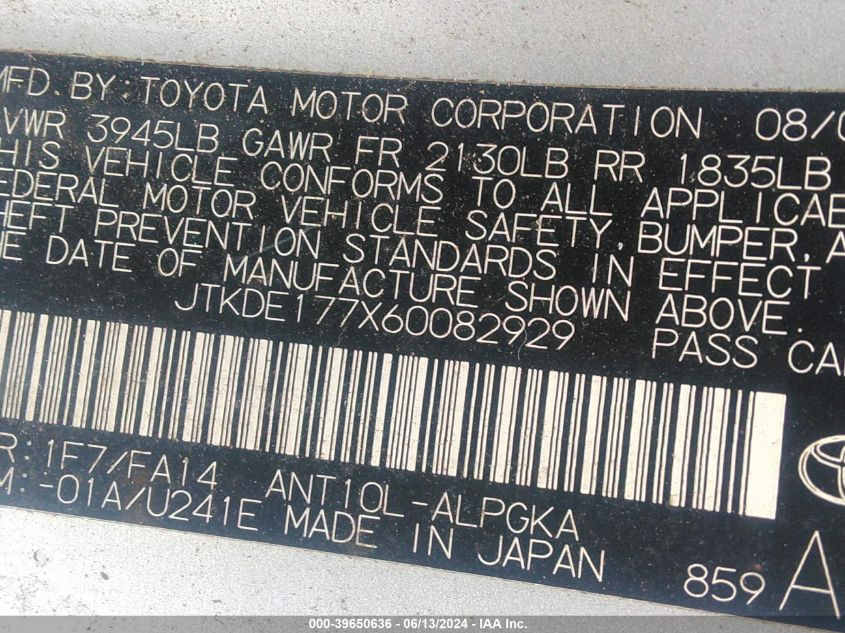 MFD. BY: TOYOTA MOTOR CORPORATION 08/0
VWR 3945LB GAWR FR 2130LB RR 1835LB
HIS VEHICLE CONFORMS TO ALL APPLICAB
EDERAL MOTOR VEHICLE SAFETY, BUMPER, A
HEFT PREVENTION STANDARDS IN EFFECT
HE DATE OF MANUFACTURE SHOWN ABOVE.
JTKDE177X60082929 PASS CA
R: 1F7/FA14 ANT10L-ALPGKA
M -01A/U241E MADE IN JAPAN 859 A
000-39650636 - 06/13/2024 - IAA Inc.